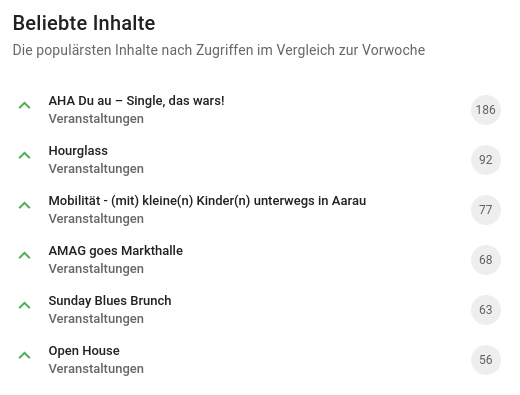 Beliebte Inhalte
Die populärsten Inhalte nach Zugriffen im Vergleich zur Vorwoche
AHA Du au – Single, das wars!
Veranstaltungen
186
Hourglass
Veranstaltungen
92
Mobilität - (mit) kleine(n) Kinder(n) unterwegs in Aarau
Veranstaltungen
77
AMAG goes Markthalle
Veranstaltungen
68
Sunday Blues Brunch
Veranstaltungen
63
Open House
Veranstaltungen
56